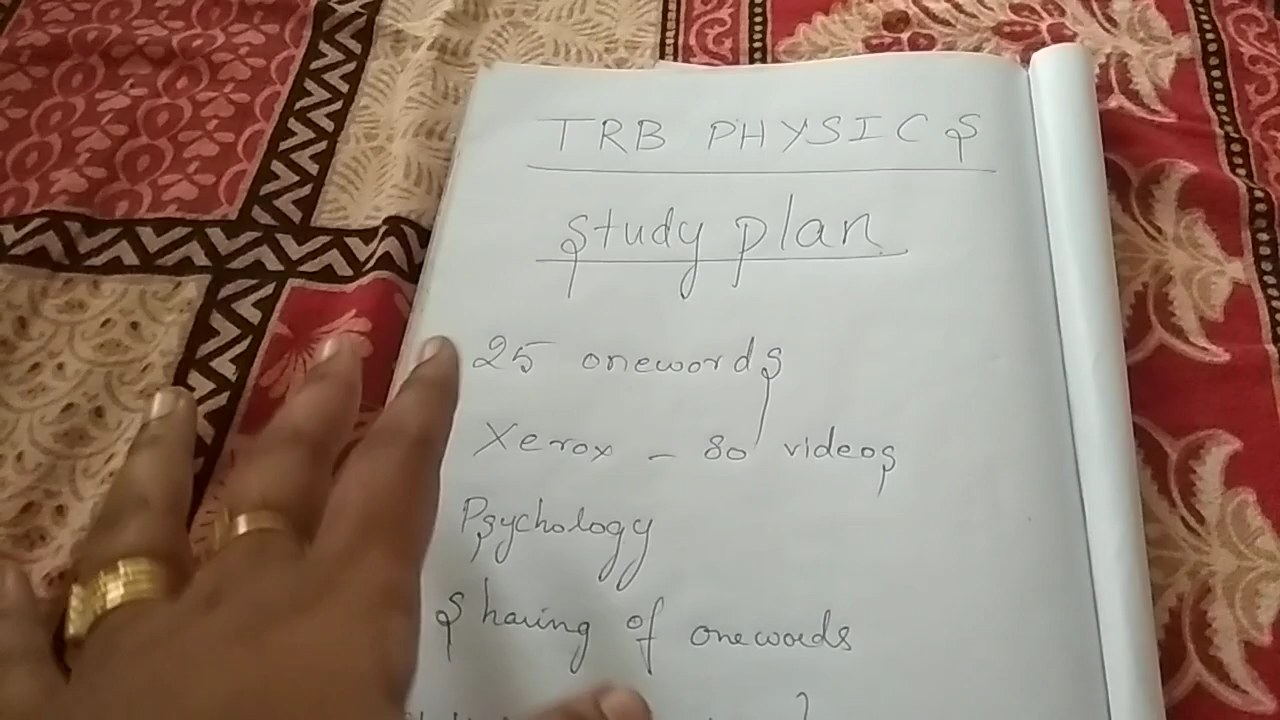 TRB PHYSICS
study plan
25 onewords
Xerox - 80 videos
Psychology
Sharing of onewords